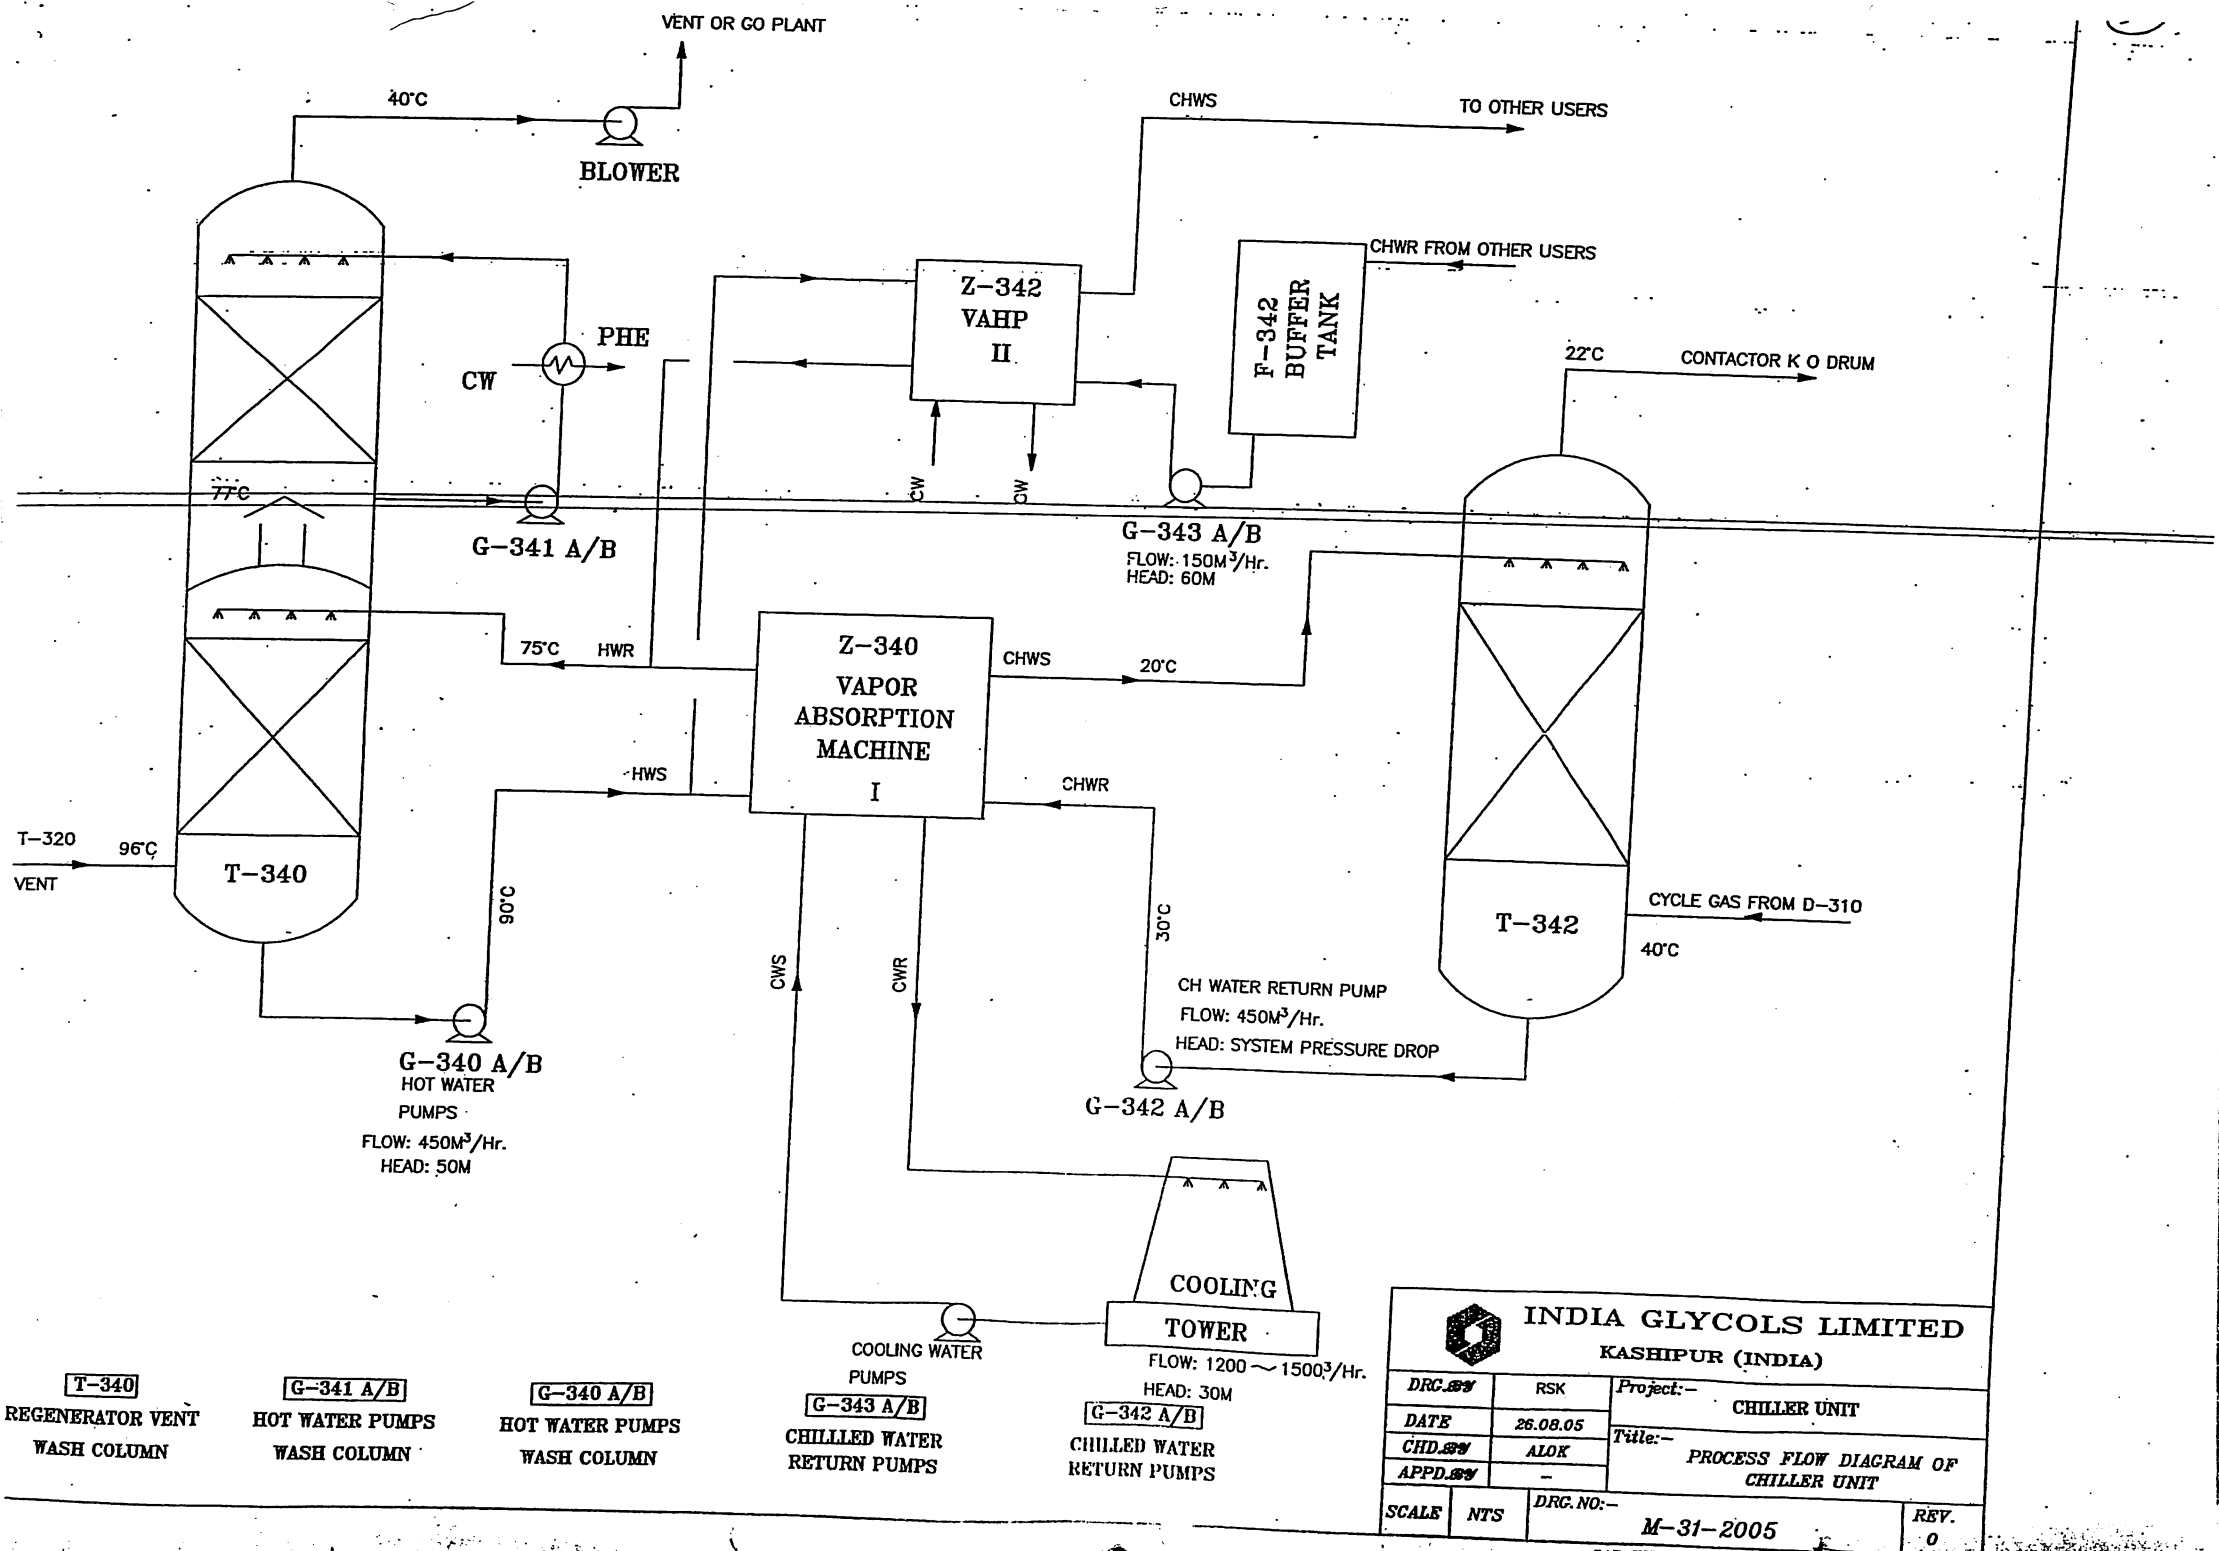 VENT OR GO PLANT
40°C
BLOWER
CHWS
TO OTHER USERS
CHWR FROM OTHER USERS
Z-342
VAHP
II
F-342
BUFFER
TANK
PHE
CW
22°C
CONTACTOR K O DRUM
CW
CW
77°C
G-341 A/B
G-343 A/B
FLOW: 150M³/Hr.
HEAD: 60M
75°C
HWR
Z-340
VAPOR
ABSORPTION
MACHINE
I
CHWS
20°C
HWS
CHWR
T-320
96°C
VENT
T-340
90°C
30°C
CYCLE GAS FROM D-310
T-342
40°C
CWS
CWR
CH WATER RETURN PUMP
FLOW: 450M³/Hr.
HEAD: SYSTEM PRESSURE DROP
G-340 A/B
HOT WATER
PUMPS
FLOW: 450M³/Hr.
HEAD: 50M
G-342 A/B
COOLING
TOWER
FLOW: 1200 ~ 1500³/Hr.
HEAD: 30M
COOLING WATER
PUMPS
T-340
REGENERATOR VENT
WASH COLUMN
G-341 A/B
HOT WATER PUMPS
WASH COLUMN
G-340 A/B
HOT WATER PUMPS
WASH COLUMN
G-343 A/B
CHILLLED WATER
RETURN PUMPS
G-342 A/B
CHILLED WATER
RETURN PUMPS
INDIA GLYCOLS LIMITED
KASHIPUR (INDIA)
DRG.BY RSK
DATE 26.08.05
CHD.BY ALOK
APPD.BY -
Project:-
CHILLER UNIT
Title:-
PROCESS FLOW DIAGRAM OF
CHILLER UNIT
SCALE NTS
DRG. NO:-
M-31-2005
REV.
0